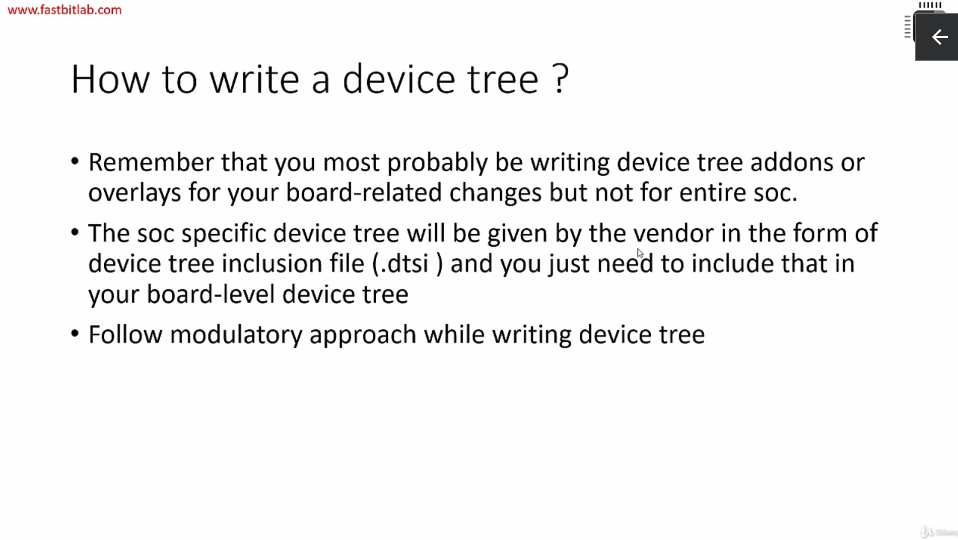 www.fastbitlab.com
How to write a device tree ?
• Remember that you most probably be writing device tree addons or
overlays for your board-related changes but not for entire soc.
• The soc specific device tree will be given by the vendor in the form of
device tree inclusion file (.dtsi ) and you just need to include that in
your board-level device tree
• Follow modulatory approach while writing device tree